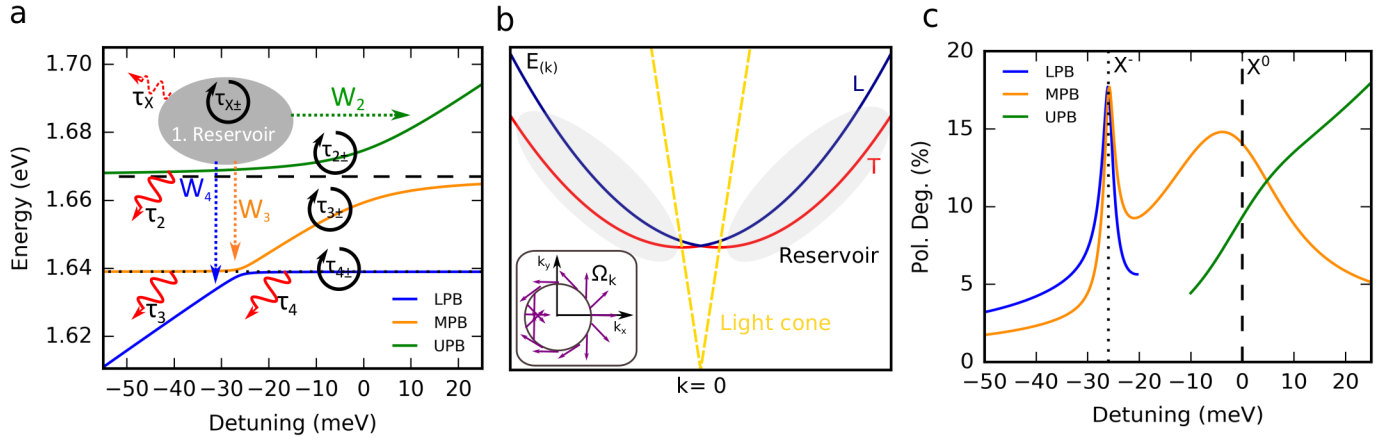 a
Energy (eV)
1.70
1.68
1.66
1.64
1.62
τX
τX±
1. Reservoir
W2
τ2±
τ2
W4
W3
τ3±
τ4±
τ3
τ4
LPB
MPB
UPB
−50 −40 −30 −20 −10 0 10 20
Detuning (meV)
b
E(k)
L
T
Reservoir
ky
Ωk
kx
Light cone
k= 0
c
Pol. Deg. (%)
20
15
10
5
0
LPB
MPB
UPB
X-
X0
−50 −40 −30 −20 −10 0 10 20
Detuning (meV)